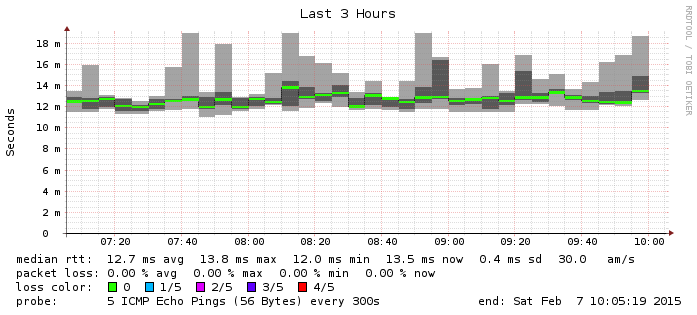 Last 3 Hours
RRDTOOL / TOBI OETIKER
Seconds
18 m
16 m
14 m
12 m
10 m
8 m
6 m
4 m
2 m
0
07:20 07:40 08:00 08:20 08:40 09:00 09:20 09:40 10:00
median rtt: 12.7 ms avg 13.8 ms max 12.0 ms min 13.5 ms now 0.4 ms sd 30.0 am/s
packet loss: 0.00 % avg 0.00 % max 0.00 % min 0.00 % now
loss color: 0 1/5 2/5 3/5 4/5
probe: 5 ICMP Echo Pings (56 Bytes) every 300s end: Sat Feb 7 10:05:19 2015